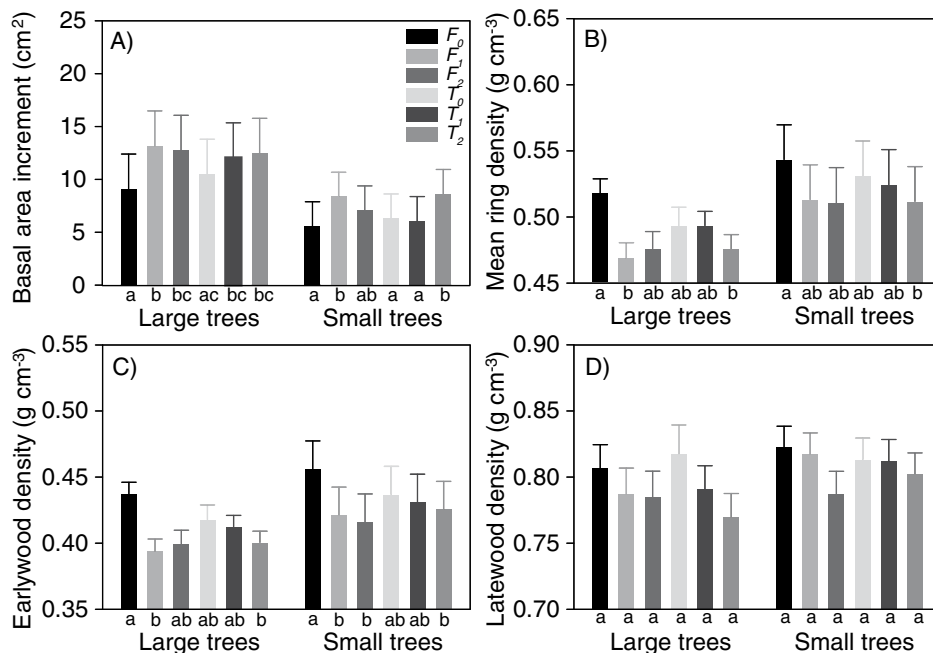 A)
Basal area increment (cm²)
25
20
15
10
5
0
F₀
F₁
F₂
T₀
T₁
T₂
a b bc ac bc bc a b ab a a b
Large trees Small trees
B)
Mean ring density (g cm⁻³)
0.65
0.60
0.55
0.50
0.45
a b ab ab ab b a ab ab ab ab b
Large trees Small trees
C)
Earlywood density (g cm⁻³)
0.55
0.50
0.45
0.40
0.35
a b ab ab ab b a b b ab ab b
Large trees Small trees
D)
Latewood density (g cm⁻³)
0.90
0.85
0.80
0.75
0.70
a a a a a a a a a a a a
Large trees Small trees